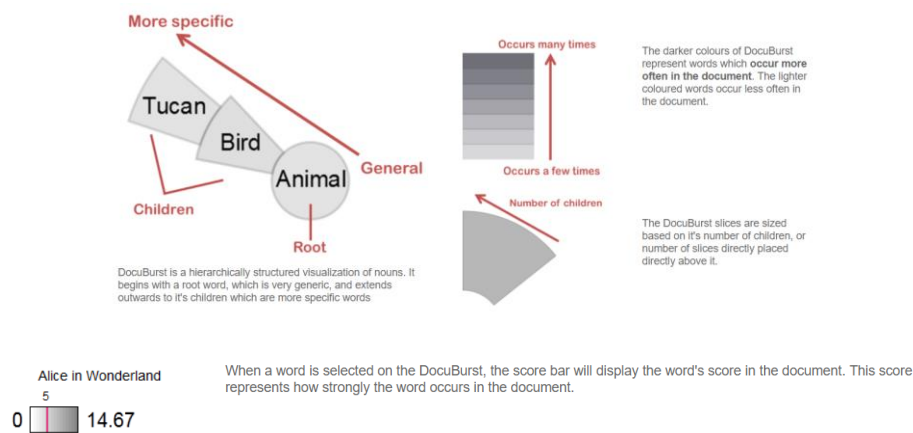 More specific
Tucan
Bird
Animal
General
Children
Root
DocuBurst is a hierarchically structured visualization of nouns. It
begins with a root word, which is very generic, and extends
outwards to it's children which are more specific words
Occurs many times
Occurs a few times
The darker colours of DocuBurst
represent words which occur more
often in the document. The lighter
coloured words occur less often in
the document.
Number of children
The DocuBurst slices are sized
based on it's number of children, or
number of slices directly placed
directly above it.
Alice in Wonderland
5
0 14.67
When a word is selected on the DocuBurst, the score bar will display the word's score in the document. This score
represents how strongly the word occurs in the document.